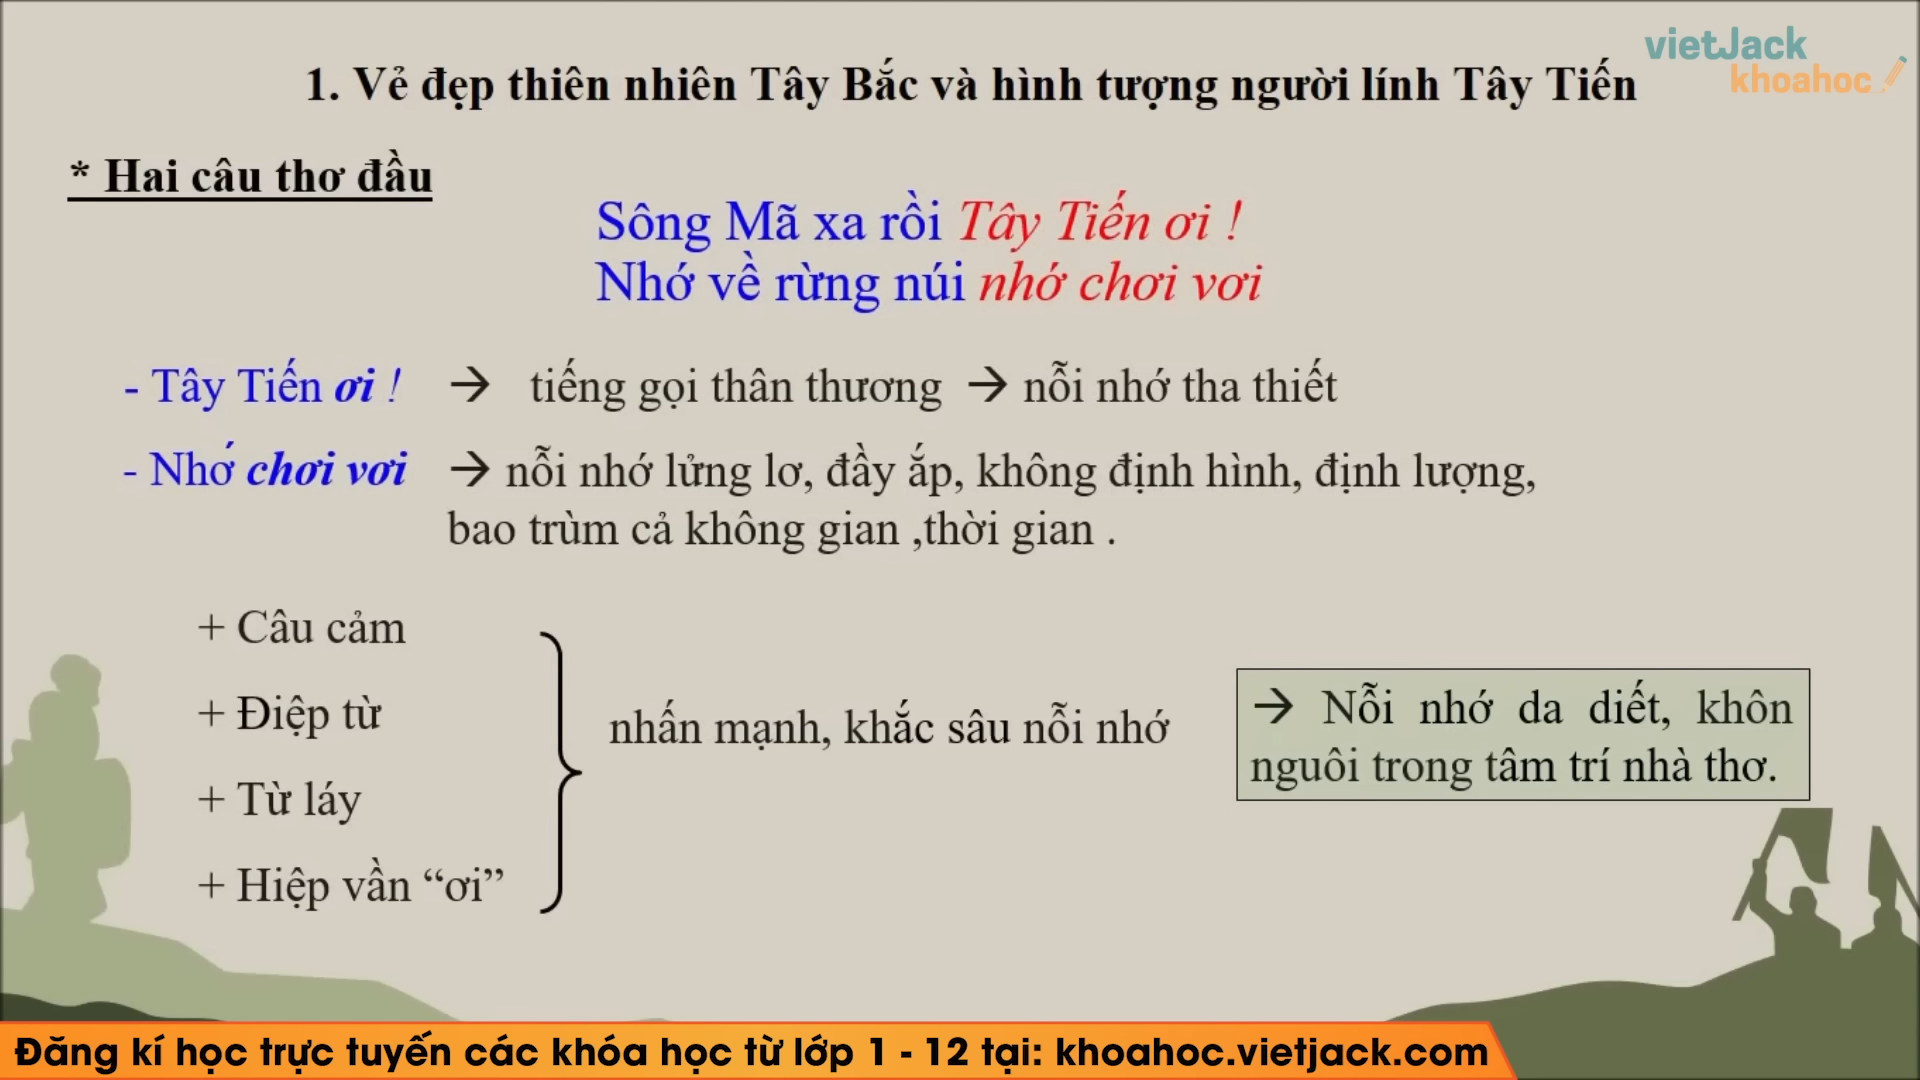 vietJack
khoahoc
1. Vẻ đẹp thiên nhiên Tây Bắc và hình tượng người lính Tây Tiến
* Hai câu thơ đầu
Sông Mã xa rồi Tây Tiến ơi !
Nhớ về rừng núi nhớ chơi vơi
- Tây Tiến ơi ! → tiếng gọi thân thương → nỗi nhớ tha thiết
- Nhớ chơi vơi → nỗi nhớ lửng lơ, đầy ắp, không định hình, định lượng,
bao trùm cả không gian ,thời gian .
+ Câu cảm
+ Điệp từ
+ Từ láy
+ Hiệp vần “ơi”
nhấn mạnh, khắc sâu nỗi nhớ
→ Nỗi nhớ da diết, khôn
nguôi trong tâm trí nhà thơ.
Đăng kí học trực tuyến các khóa học từ lớp 1 - 12 tại: khoahoc.vietjack.com